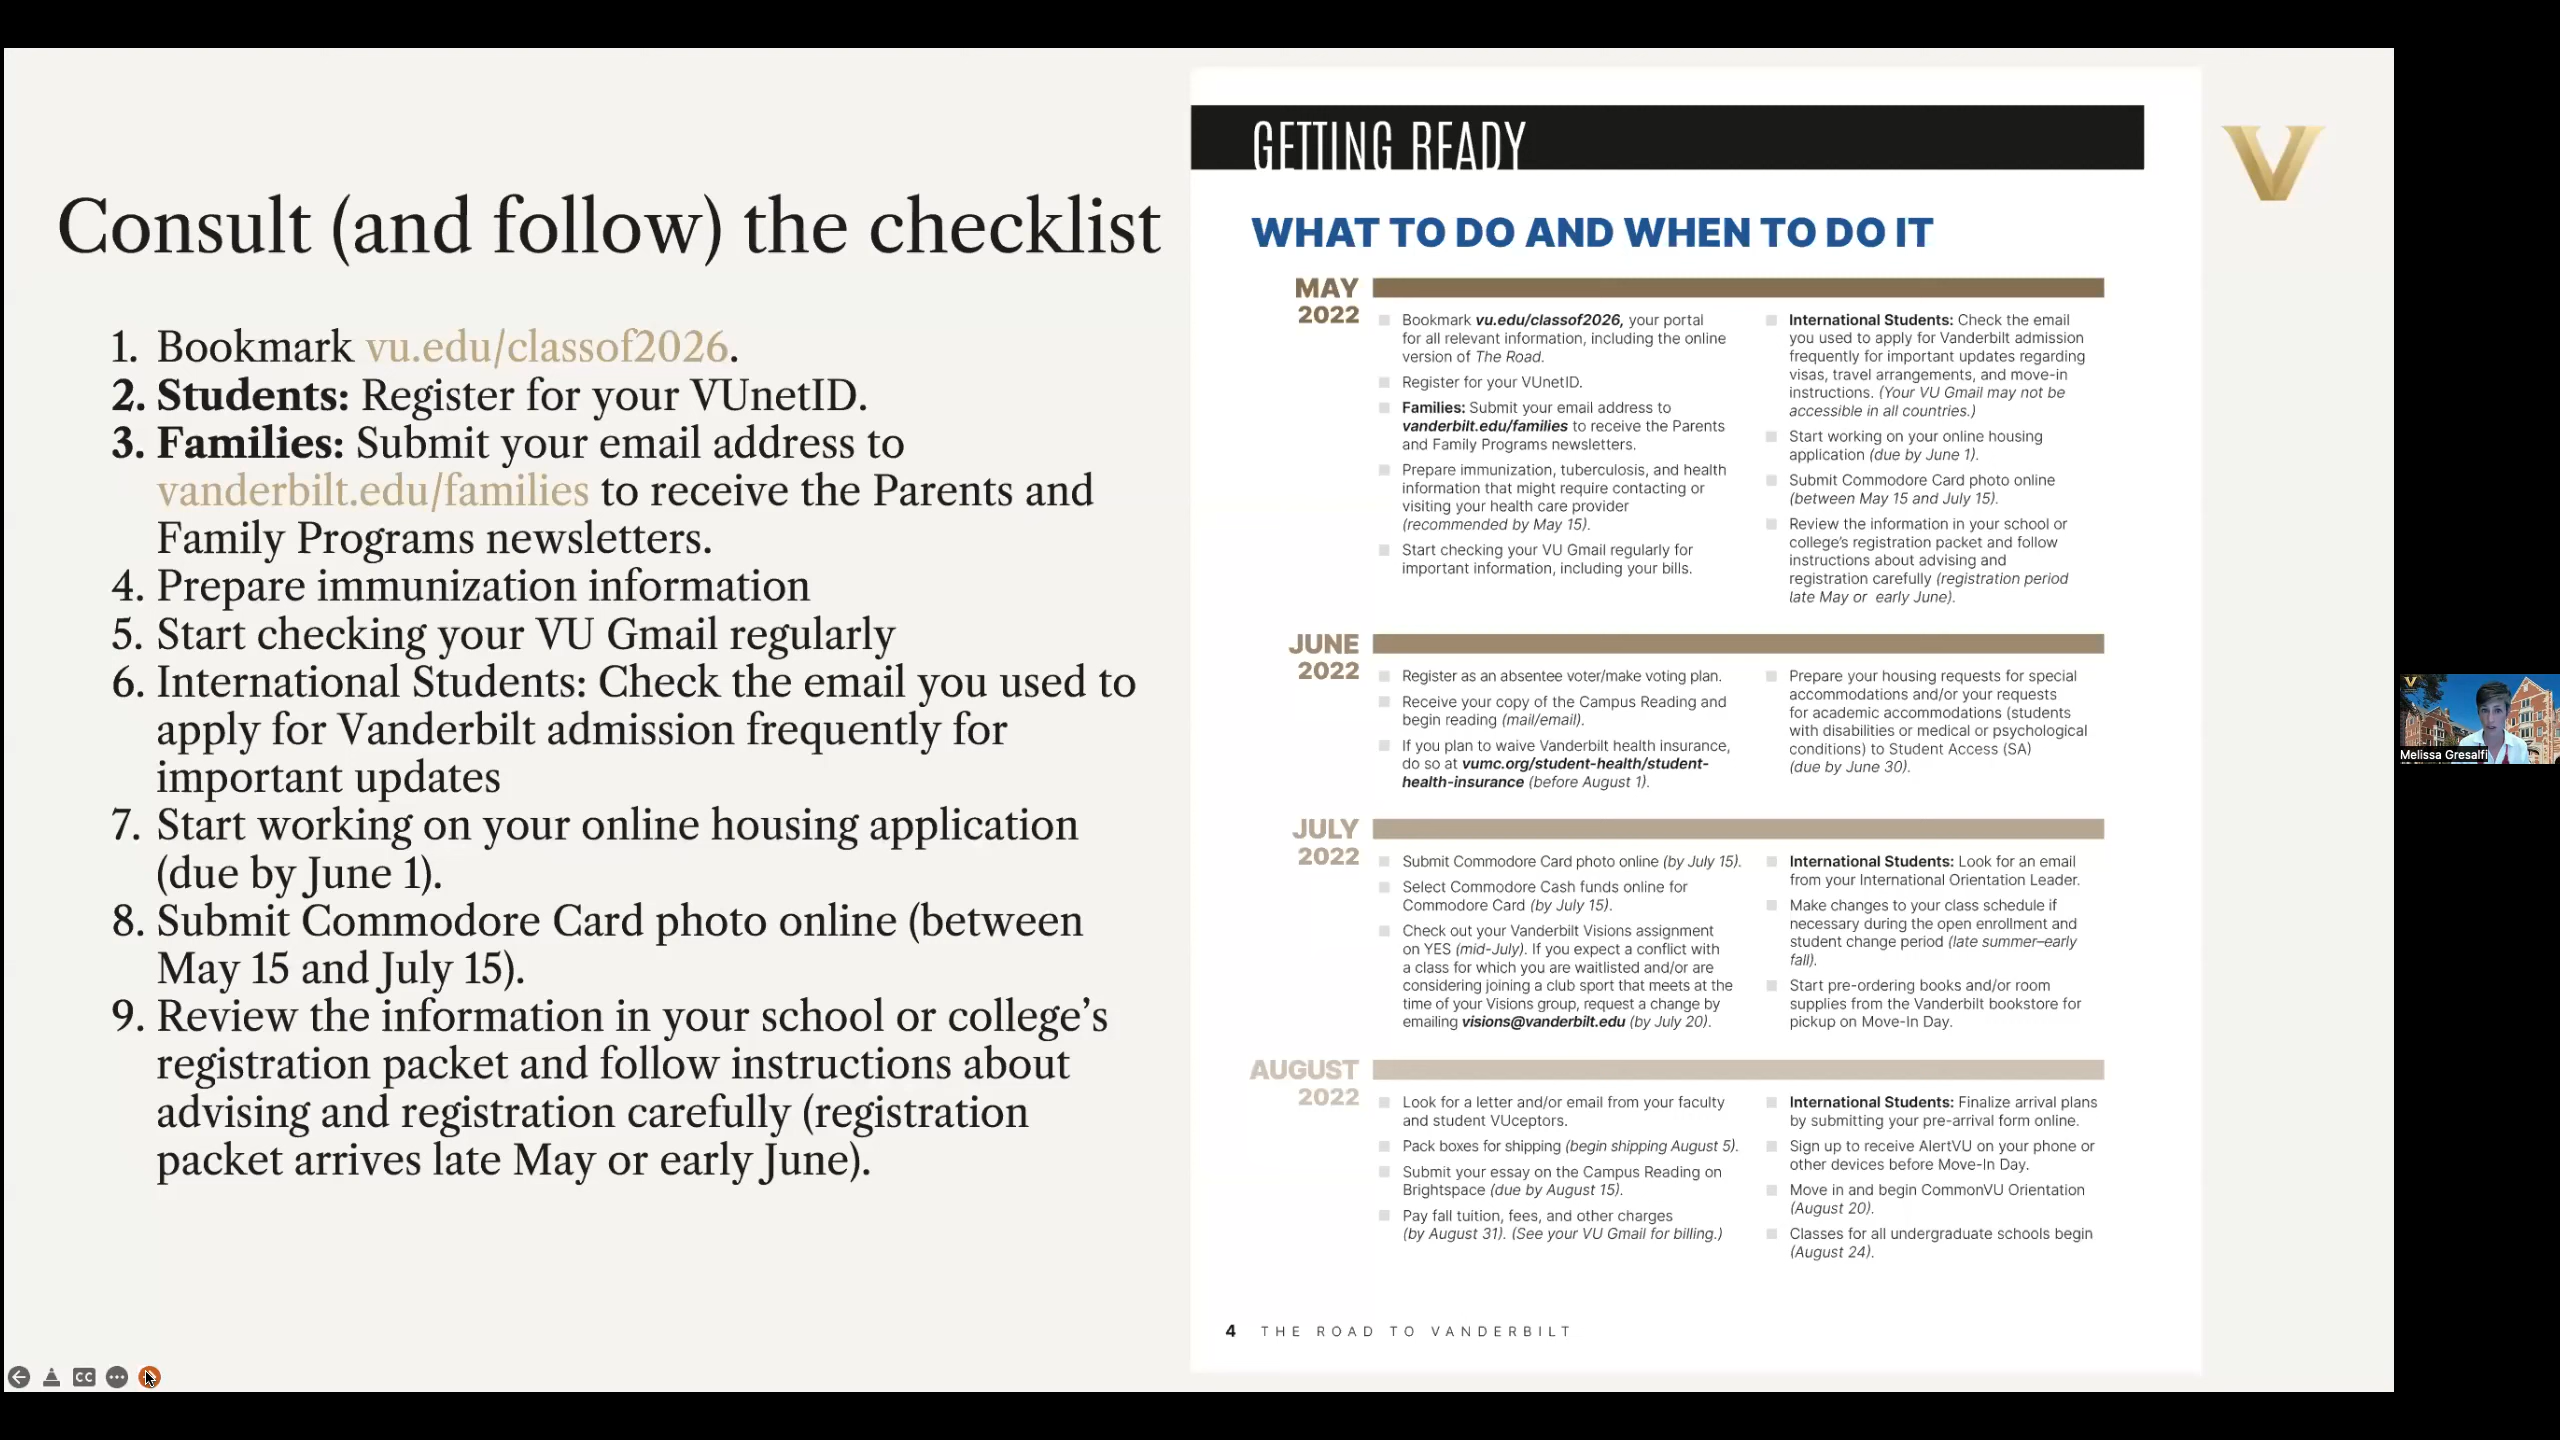 Consult (and follow) the checklist
1. Bookmark vu.edu/classof2026.
2. Students: Register for your VUnetID.
3. Families: Submit your email address to
vanderbilt.edu/families to receive the Parents and
Family Programs newsletters.
4. Prepare immunization information
5. Start checking your VU Gmail regularly
6. International Students: Check the email you used to
apply for Vanderbilt admission frequently for
important updates
7. Start working on your online housing application
(due by June 1).
8. Submit Commodore Card photo online (between
May 15 and July 15).
9. Review the information in your school or college’s
registration packet and follow instructions about
advising and registration carefully (registration
packet arrives late May or early June).
GETTING READY
V
WHAT TO DO AND WHEN TO DO IT
MAY
2022
Bookmark vu.edu/classof2026, your portal
for all relevant information, including the online
version of The Road.
Register for your VUnetID.
Families: Submit your email address to
vanderbilt.edu/families to receive the Parents
and Family Programs newsletters.
Prepare immunization, tuberculosis, and health
information that might require contacting or
visiting your health care provider
(recommended by May 15).
Start checking your VU Gmail regularly for
important information, including your bills.
International Students: Check the email
you used to apply for Vanderbilt admission
frequently for important updates regarding
visas, travel arrangements, and move-in
instructions. (Your VU Gmail may not be
accessible in all countries.)
Start working on your online housing
application (due by June 1).
Submit Commodore Card photo online
(between May 15 and July 15).
Review the information in your school or
college’s registration packet and follow
instructions about advising and
registration carefully (registration period
late May or early June).
JUNE
2022
Register as an absentee voter/make voting plan.
Receive your copy of the Campus Reading and
begin reading (mail/email).
If you plan to waive Vanderbilt health insurance,
do so at vumc.org/student-health/student-
health-insurance (before August 1).
Prepare your housing requests for special
accommodations and/or your requests
for academic accommodations (students
with disabilities or medical or psychological
conditions) to Student Access (SA)
(due by June 30).
JULY
2022
Submit Commodore Card photo online (by July 15).
Select Commodore Cash funds online for
Commodore Card (by July 15).
Check out your Vanderbilt Visions assignment
on YES (mid-July). If you expect a conflict with
a class for which you are waitlisted and/or are
considering joining a club sport that meets at the
time of your Visions group, request a change by
emailing visions@vanderbilt.edu (by July 20).
International Students: Look for an email
from your International Orientation Leader.
Make changes to your class schedule if
necessary during the open enrollment and
student change period (late summer–early
fall).
Start pre-ordering books and/or room
supplies from the Vanderbilt bookstore for
pickup on Move-In Day.
AUGUST
2022
Look for a letter and/or email from your faculty
and student VUceptors.
Pack boxes for shipping (begin shipping August 5).
Submit your essay on the Campus Reading on
Brightspace (due by August 15).
Pay fall tuition, fees, and other charges
(by August 31). (See your VU Gmail for billing.)
International Students: Finalize arrival plans
by submitting your pre-arrival form online.
Sign up to receive AlertVU on your phone or
other devices before Move-In Day.
Move in and begin CommonVU Orientation
(August 20).
Classes for all undergraduate schools begin
(August 24).
4 THE ROAD TO VANDERBILT
CC
V
Melissa Gresalfi